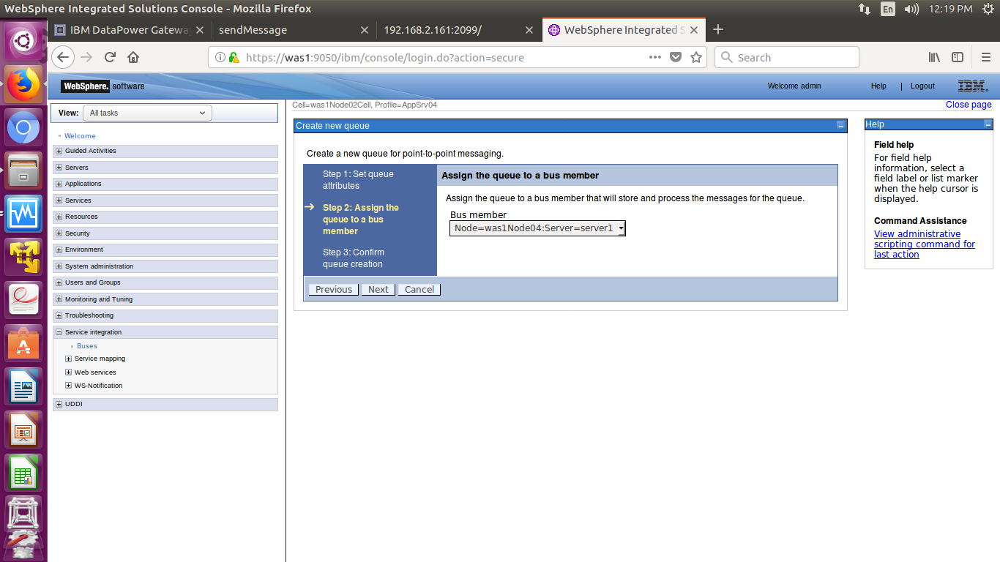 WebSphere Integrated Solutions Console - Mozilla Firefox
En
12:19 PM
IBM DataPower Gateway
sendMessage
192.168.2.161:2099/
WebSphere Integrated S
https://was1:9050/ibm/console/login.do?action=secure
Search
WebSphere. software
Welcome admin
Help
Logout
IBM.
View: All tasks
Cell=was1Node02Cell, Profile=AppSrv04
Close page
Welcome
Guided Activities
Servers
Applications
Services
Resources
Security
Environment
System administration
Users and Groups
Monitoring and Tuning
Troubleshooting
Service integration
Buses
Service mapping
Web services
WS-Notification
UDDI
Create new queue
Create a new queue for point-to-point messaging.
Step 1: Set queue
attributes
Step 2: Assign the
queue to a bus
member
Step 3: Confirm
queue creation
Assign the queue to a bus member
Assign the queue to a bus member that will store and process the messages for the queue.
Bus member
Node=was1Node04:Server=server1
Previous
Next
Cancel
Help
Field help
For field help
information, select a
field label or list marker
when the help cursor is
displayed.
Command Assistance
View administrative
scripting command for
last action